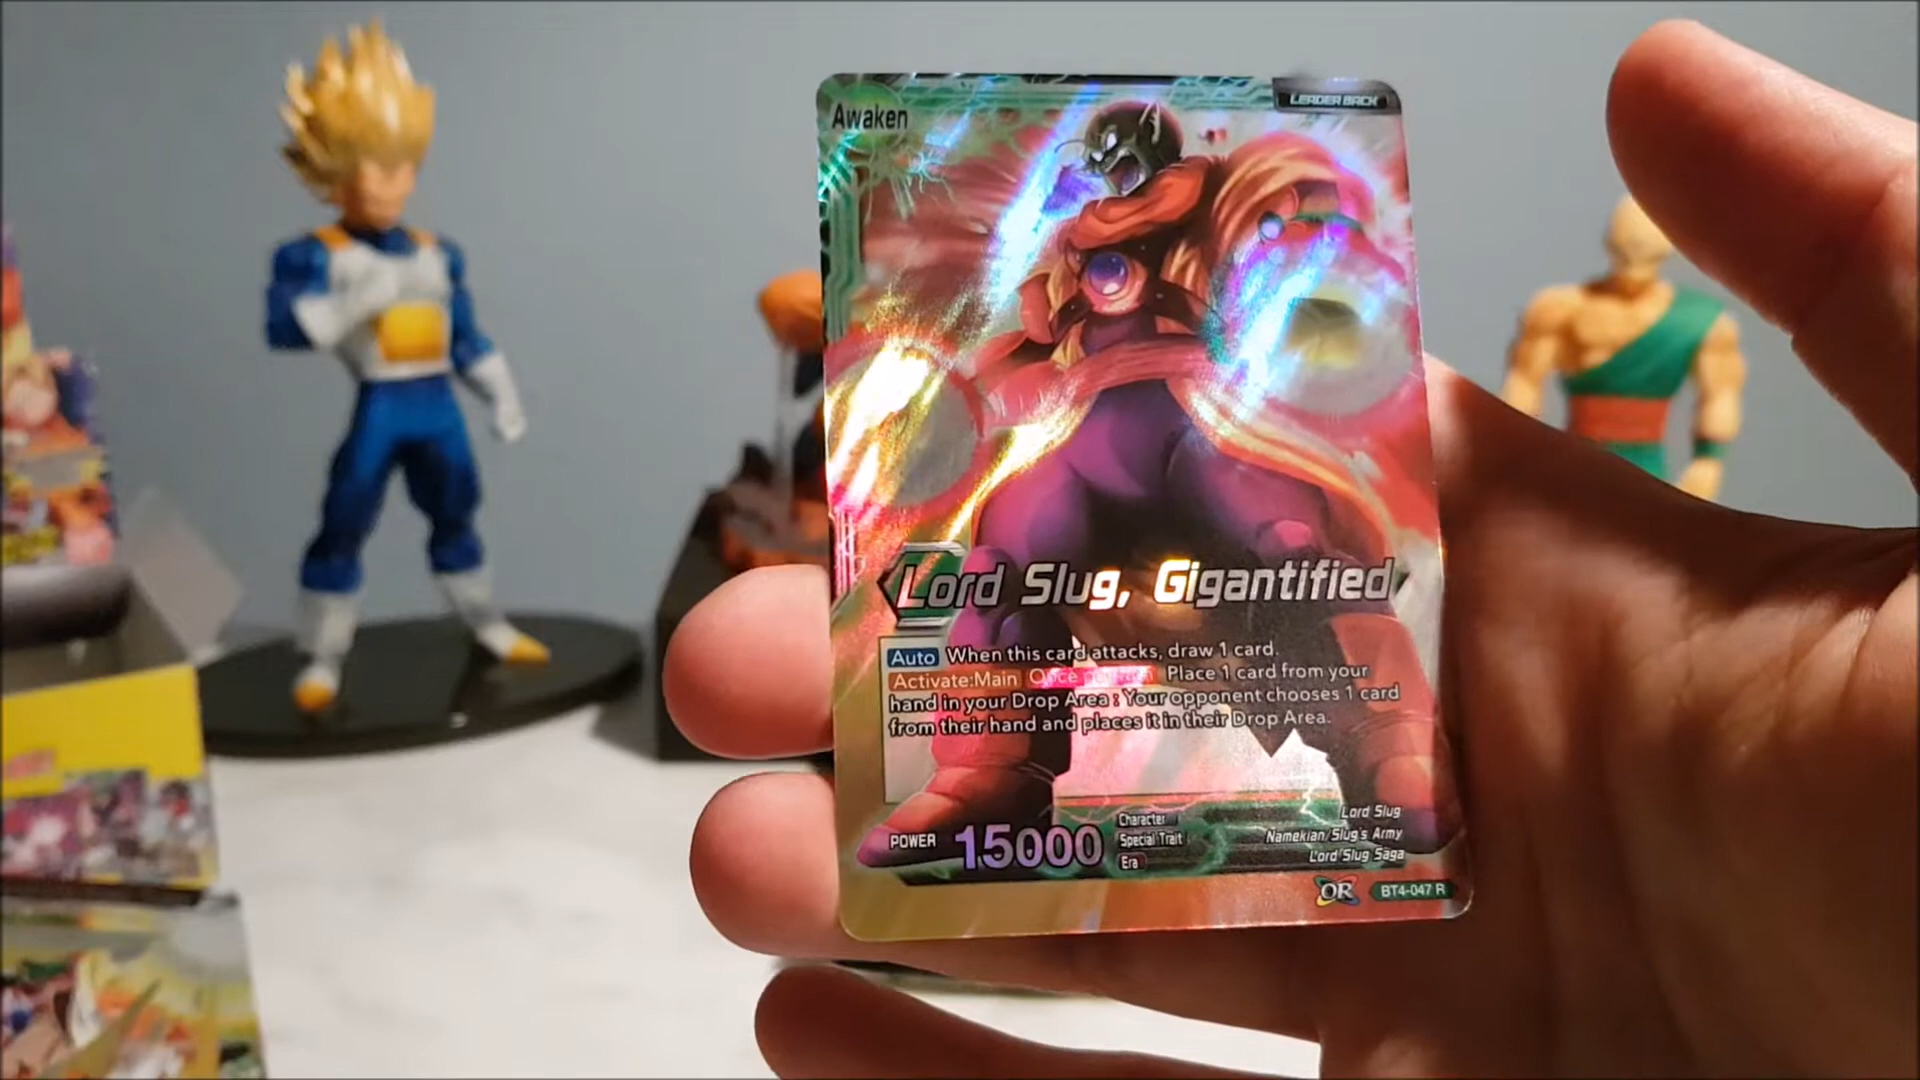 LEADER BACK
Awaken
Lord Slug, Gigantified
Auto When this card attacks, draw 1 card.
Activate:Main Once per turn Place 1 card from your
hand in your Drop Area : Your opponent chooses 1 card
from their hand and places it in their Drop Area.
POWER 15000
Character Lord Slug
Special Trait Namekian/Slug's Army
Era Lord Slug Saga
OR BT4-047 R